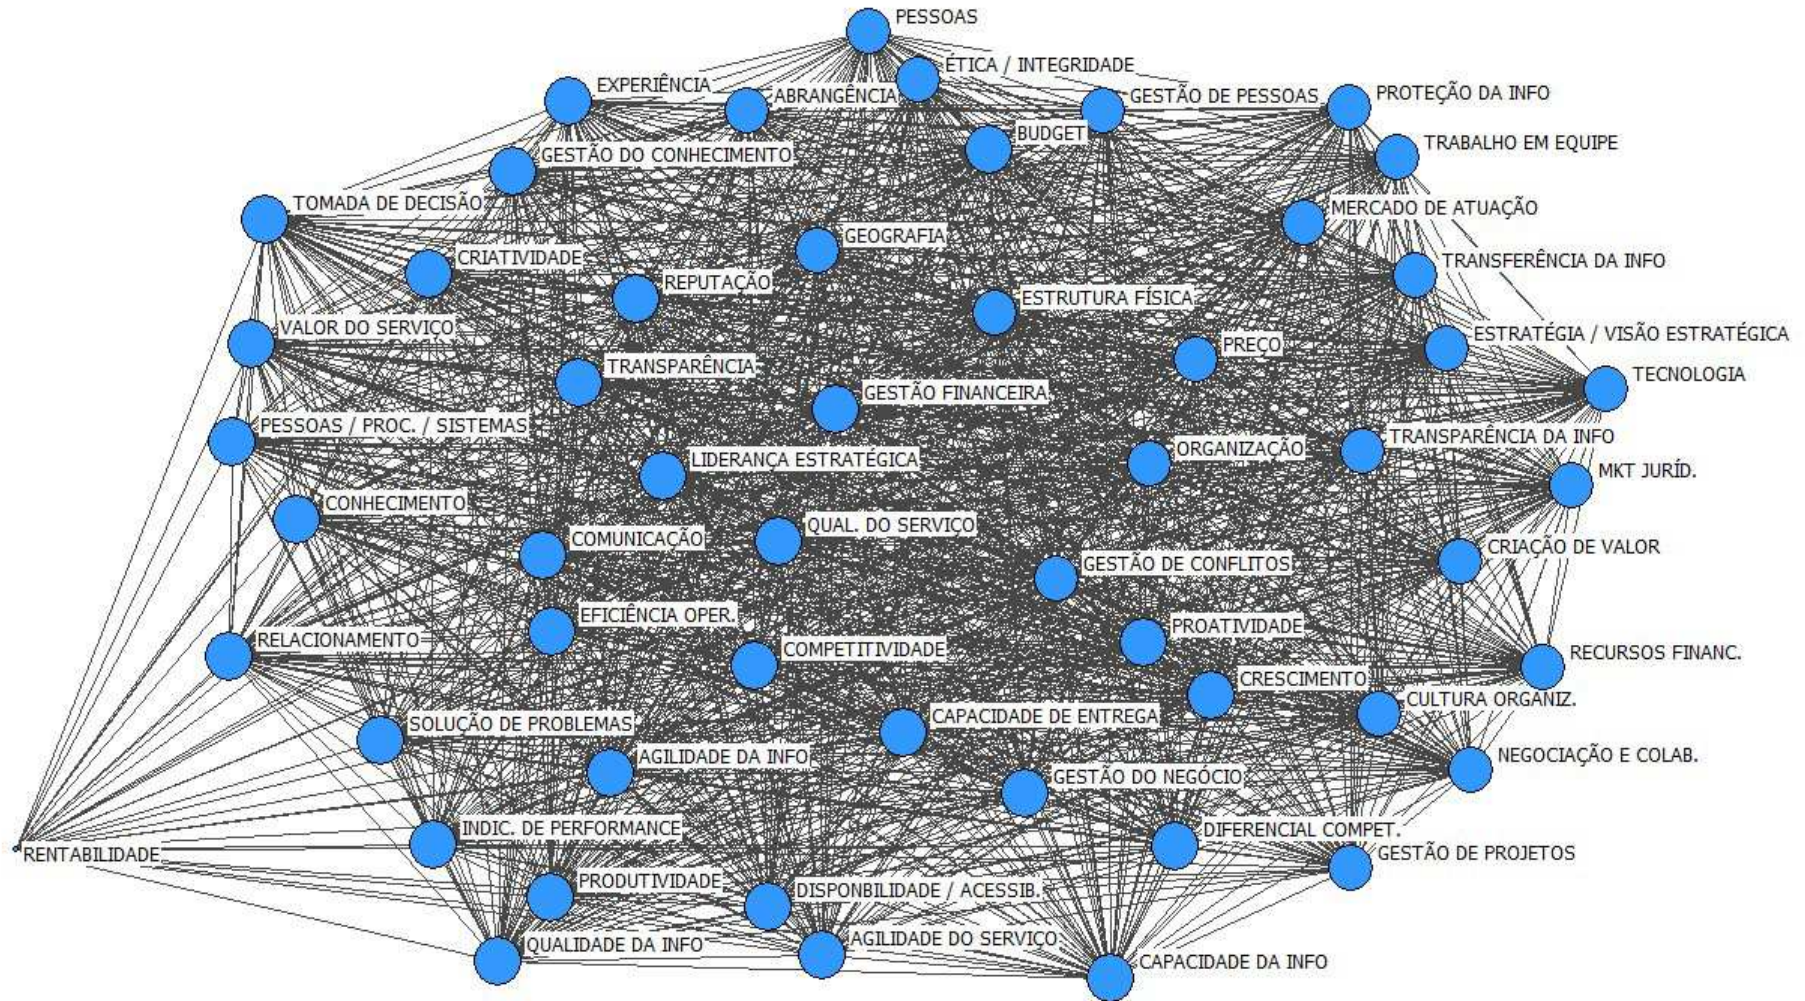 PESSOAS
ÉTICA / INTEGRIDADE
EXPERIÊNCIA
ABRANGÊNCIA
GESTÃO DE PESSOAS
PROTEÇÃO DA INFO
BUDGET
TRABALHO EM EQUIPE
GESTÃO DO CONHECIMENTO
TOMADA DE DECISÃO
MERCADO DE ATUAÇÃO
GEOGRAFIA
CRIATIVIDADE
TRANSFERÊNCIA DA INFO
REPUTAÇÃO
ESTRUTURA FÍSICA
VALOR DO SERVIÇO
ESTRATÉGIA / VISÃO ESTRATÉGICA
PREÇO
TRANSPARÊNCIA
TECNOLOGIA
GESTÃO FINANCEIRA
PESSOAS / PROC. / SISTEMAS
TRANSPARÊNCIA DA INFO
ORGANIZAÇÃO
LIDERANÇA ESTRATÉGICA
MKT JURÍD.
CONHECIMENTO
QUAL. DO SERVIÇO
COMUNICAÇÃO
CRIAÇÃO DE VALOR
GESTÃO DE CONFLITOS
EFICIÊNCIA OPER.
PROATIVIDADE
RELACIONAMENTO
COMPETITIVIDADE
RECURSOS FINANC.
CRESCIMENTO
CULTURA ORGANIZ.
CAPACIDADE DE ENTREGA
SOLUÇÃO DE PROBLEMAS
AGILIDADE DA INFO
NEGOCIAÇÃO E COLAB.
GESTÃO DO NEGÓCIO
INDIC. DE PERFORMANCE
DIFERENCIAL COMPET.
GESTÃO DE PROJETOS
RENTABILIDADE
PRODUTIVIDADE
DISPONBILIDADE / ACESSIB.
QUALIDADE DA INFO
AGILIDADE DO SERVIÇO
CAPACIDADE DA INFO